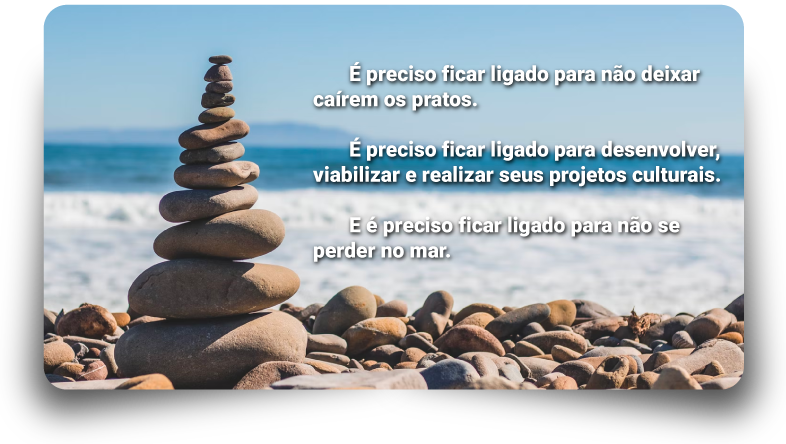 É preciso ficar ligado para não deixar
caírem os pratos.
É preciso ficar ligado para desenvolver,
viabilizar e realizar seus projetos culturais.
E é preciso ficar ligado para não se
perder no mar.